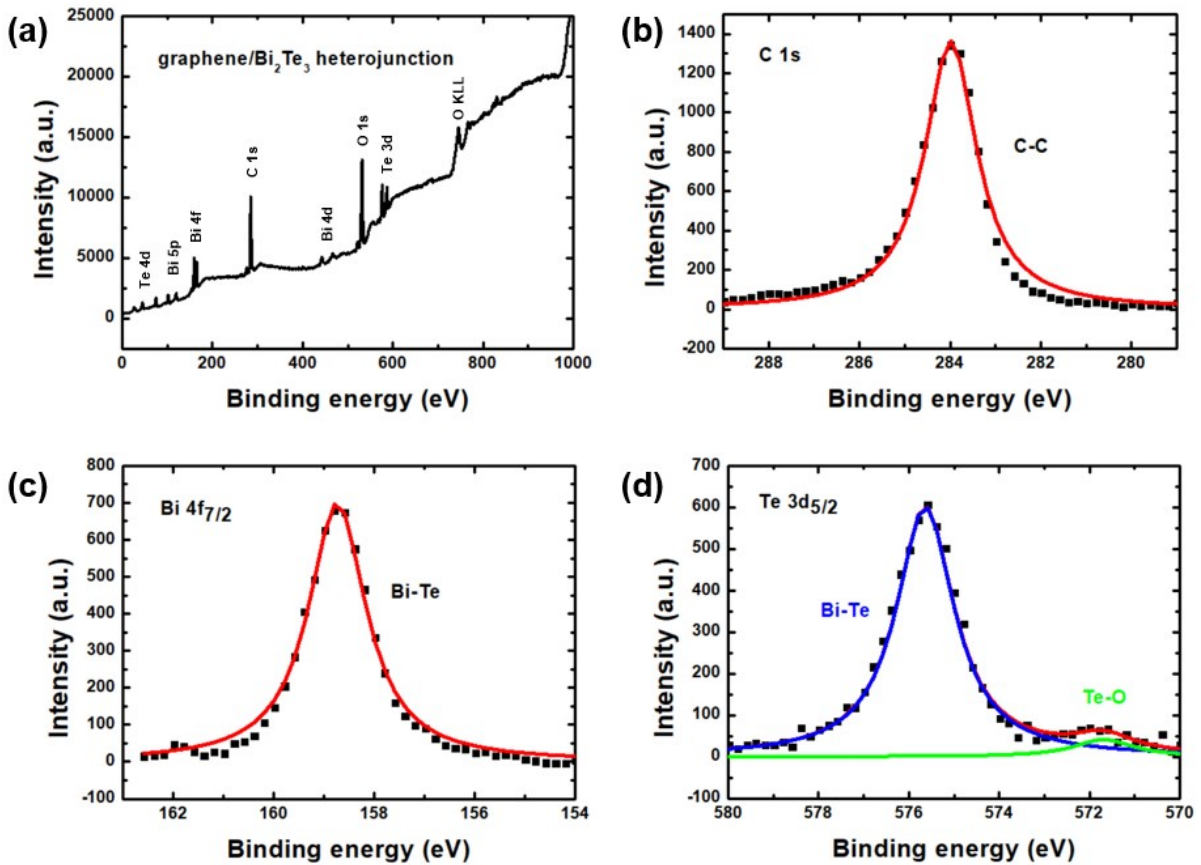 (a)
graphene/Bi₂Te₃ heterojunction
25000
20000
15000
10000
5000
0
Intensity (a.u.)
Te 4d
Bi 5p
Bi 4f
C 1s
Bi 4d
O 1s
Te 3d
O KLL
0 200 400 600 800 1000
Binding energy (eV)
(b)
C 1s
C-C
1400
1200
1000
800
600
400
200
0
-200
Intensity (a.u.)
288 286 284 282 280
Binding energy (eV)
(c)
Bi 4f7/2
Bi-Te
800
700
600
500
400
300
200
100
0
-100
Intensity (a.u.)
162 160 158 156 154
Binding energy (eV)
(d)
Te 3d5/2
Bi-Te
Te-O
700
600
500
400
300
200
100
0
-100
Intensity (a.u.)
580 578 576 574 572 570
Binding energy (eV)